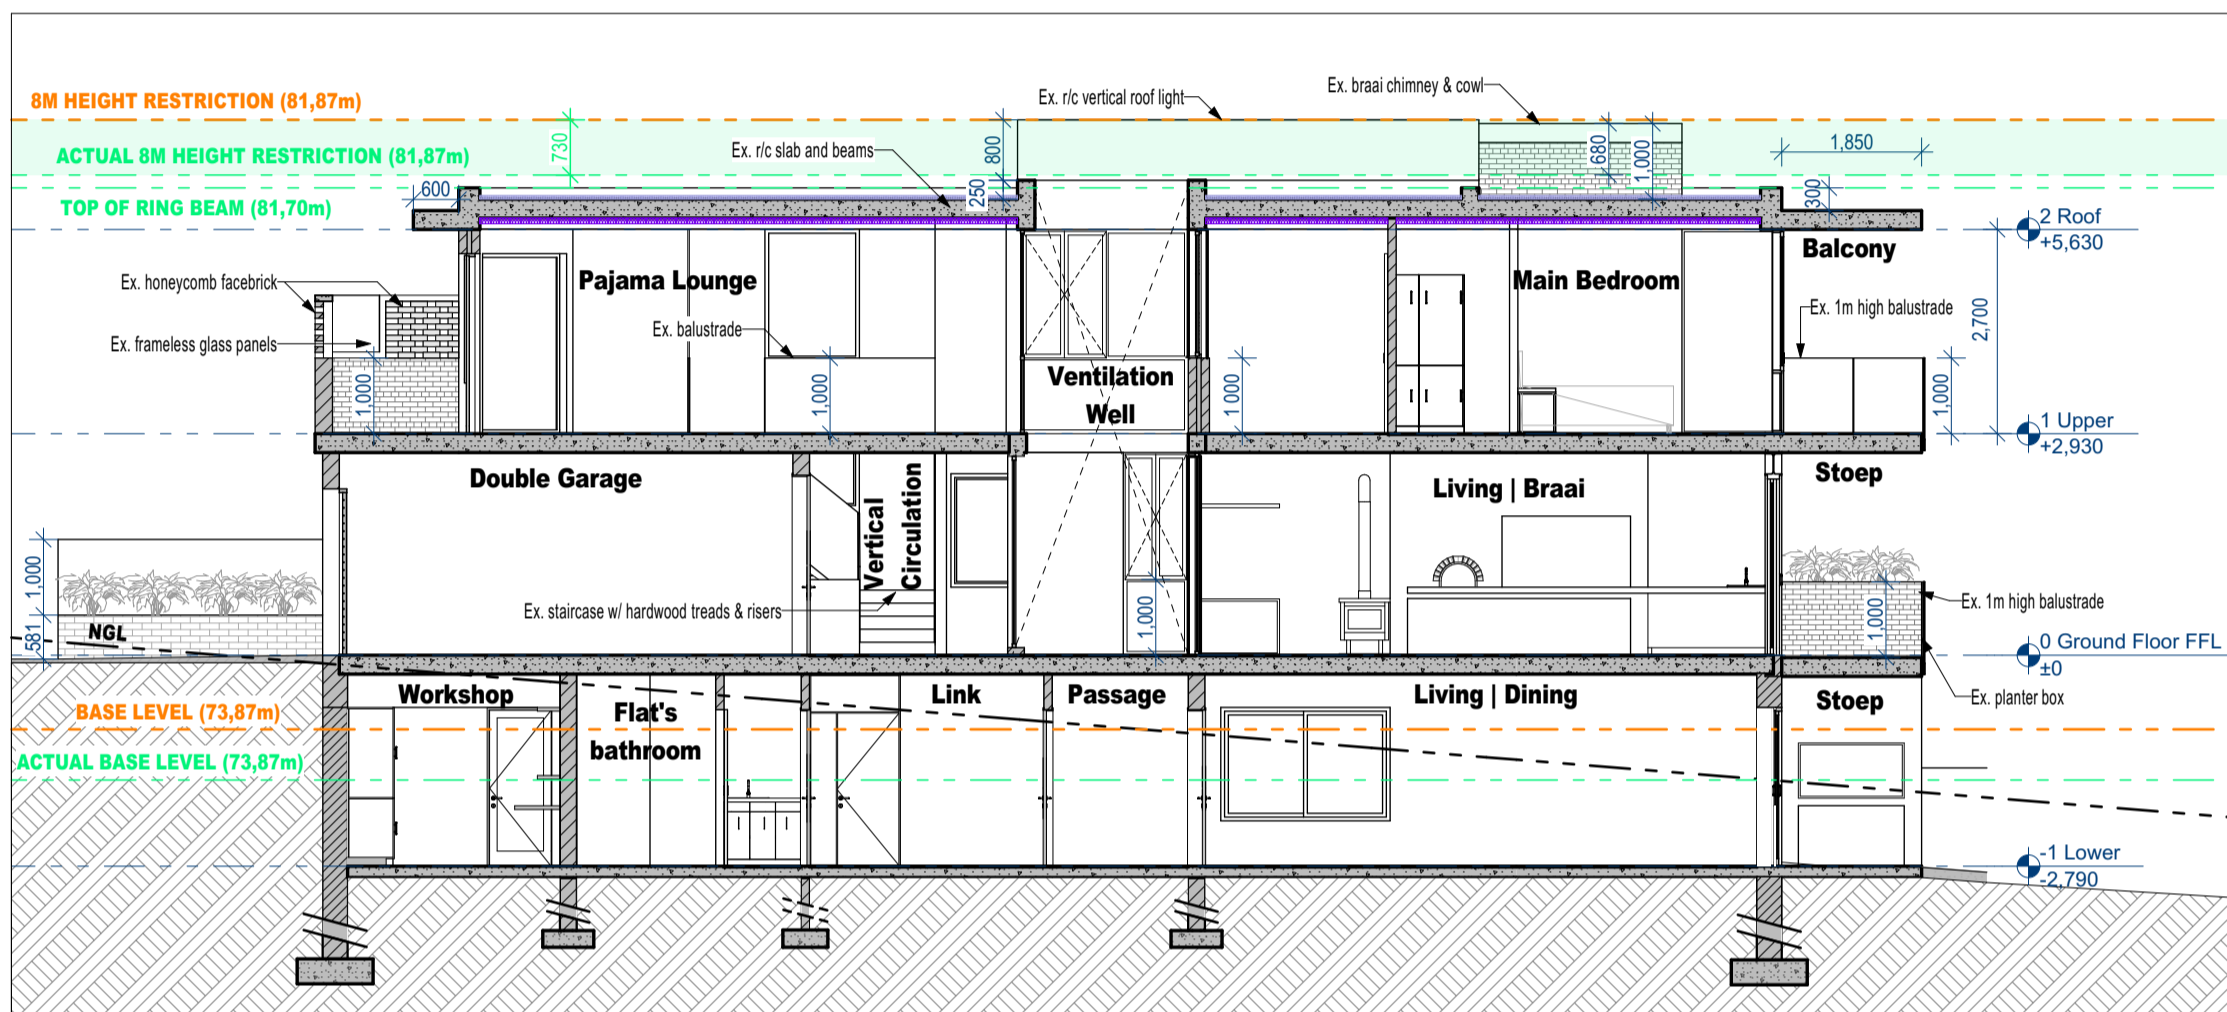 8M HEIGHT RESTRICTION (81,87m)
Ex. r/c vertical roof light
Ex. braai chimney & cowl
ACTUAL 8M HEIGHT RESTRICTION (81,87m)
730
Ex. r/c slab and beams
800
680
1,000
1,850
600
250
300
TOP OF RING BEAM (81,70m)
2 Roof
+5,630
Balcony
Ex. honeycomb facebrick
Pajama Lounge
Main Bedroom
Ex. 1m high balustrade
Ex. balustrade
Ex. frameless glass panels
2,700
Ventilation
Well
1,000
1,000
1 000
1,000
1 Upper
+2,930
Double Garage
Vertical
Circulation
Living | Braai
Stoep
1,000
Ex. staircase w/ hardwood treads & risers
Ex. 1m high balustrade
581
NGL
1,000
1,000
0 Ground Floor FFL
±0
Workshop
Link
Passage
Living | Dining
Stoep
Ex. planter box
BASE LEVEL (73,87m)
Flat's
bathroom
ACTUAL BASE LEVEL (73,87m)
-1 Lower
-2,790